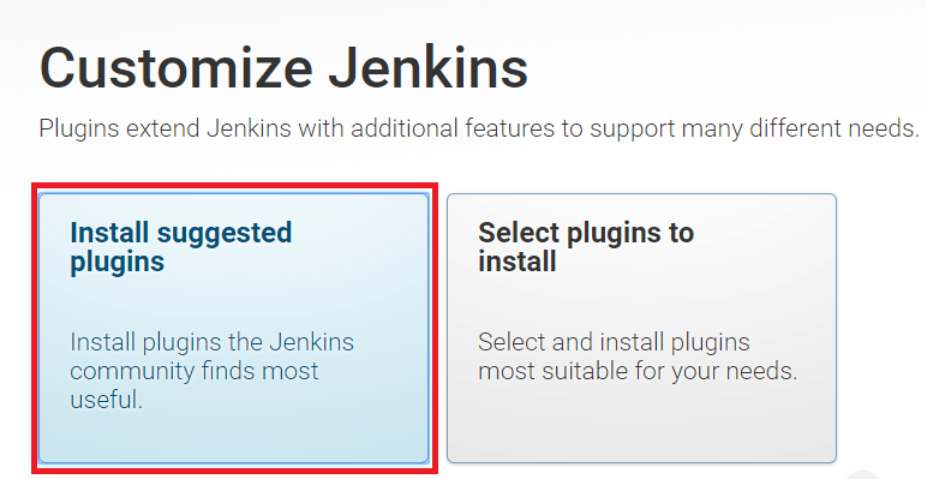 Customize Jenkins
Plugins extend Jenkins with additional features to support many different needs.
Install suggested
plugins
Install plugins the Jenkins
community finds most
useful.
Select plugins to
install
Select and install plugins
most suitable for your needs.